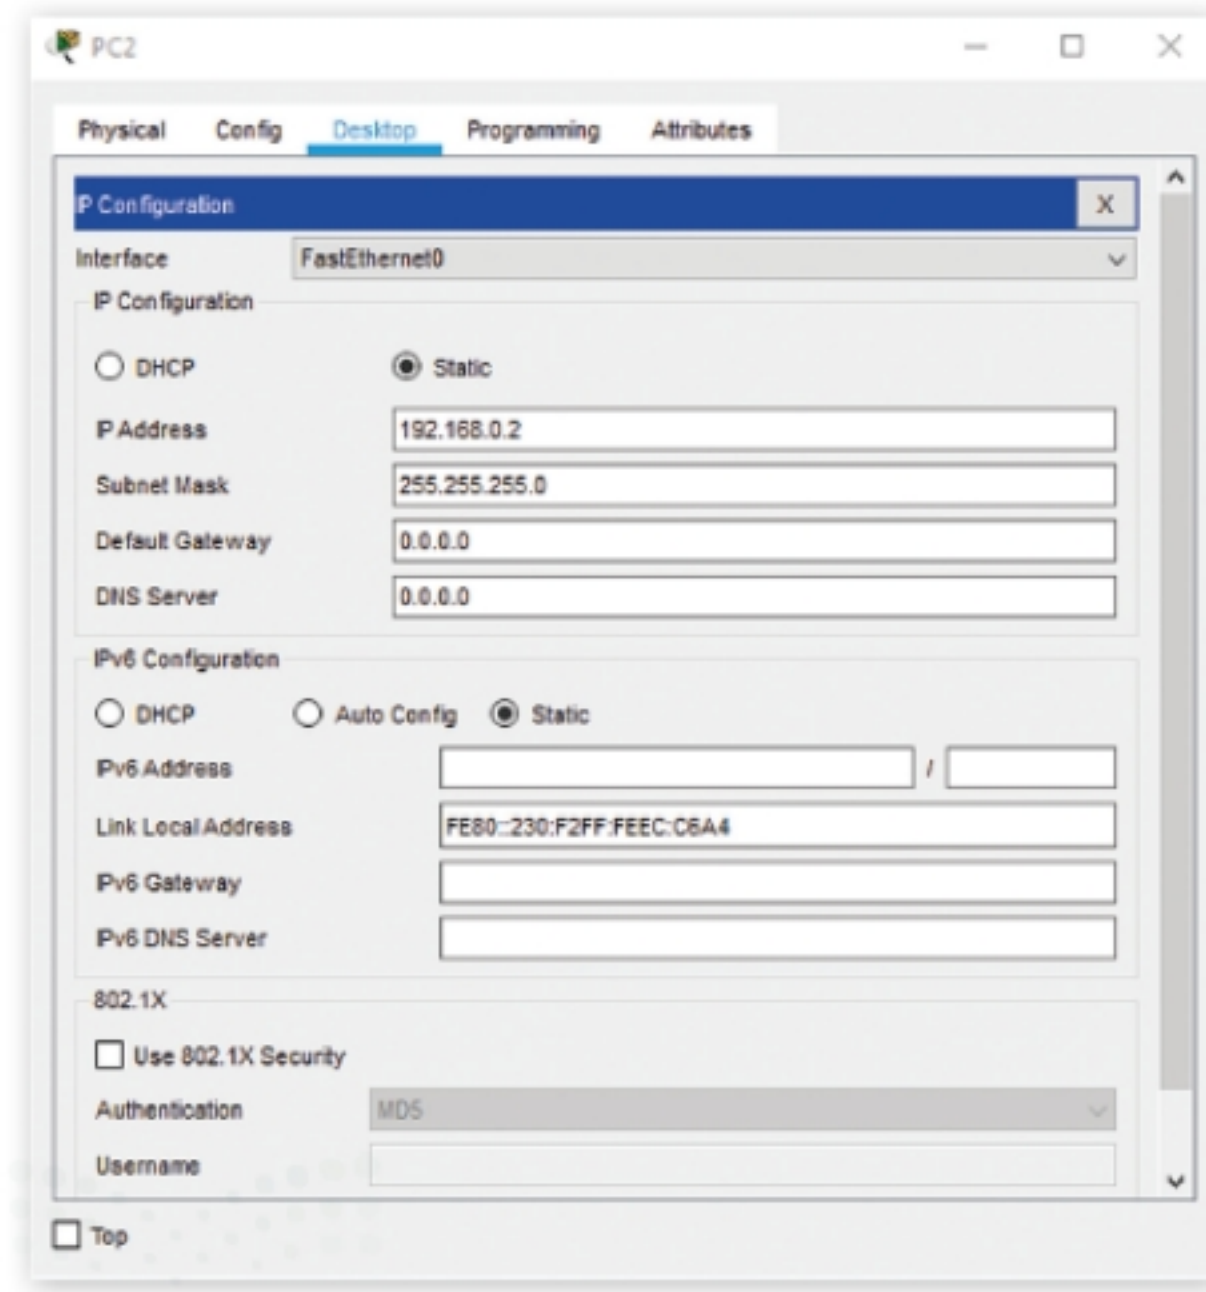 PC2
Physical Config Desktop Programming Attributes
IP Configuration X
Interface FastEthernet0
IP Configuration
DHCP Static
IP Address 192.168.0.2
Subnet Mask 255.255.255.0
Default Gateway 0.0.0.0
DNS Server 0.0.0.0
IPv6 Configuration
DHCP Auto Config Static
IPv6 Address /
Link Local Address FE80::230:F2FF:FEEC:C6A4
IPv6 Gateway
IPv6 DNS Server
802.1X
Use 802.1X Security
Authentication MD5
Username
Top